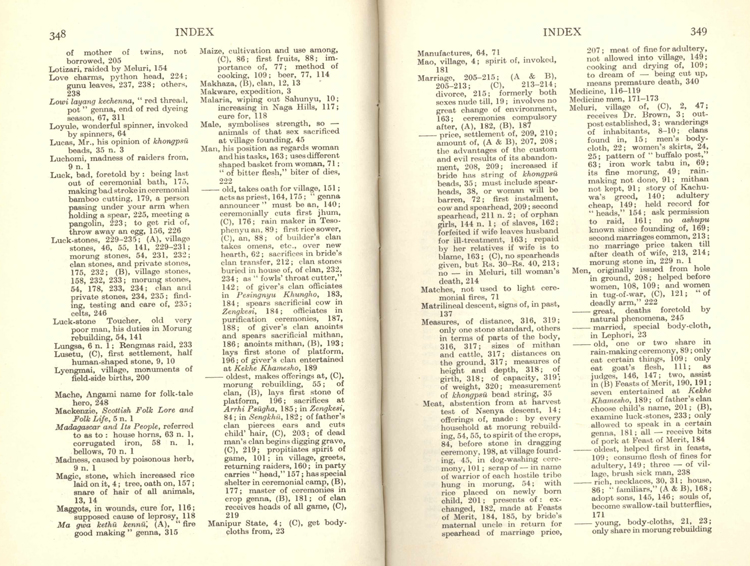 348
INDEX
of mother of twins, not
borrowed, 205
Lotizari, raided by Meluri, 154
Love charms, python head, 224;
gunu leaves, 237, 238; others,
238
Lowi layang kechenna, " red thread,
pot " genna, end of red dyeing
season, 67, 311
Loyule, wonderful spinner, invoked
by spinners, 64
Lucas, Mr., his opinion of khongpsü
beads, 35 n. 3
Luchomi, madness of raiders from,
9 n. 1
Luck, bad, foretold by: being last
out of ceremonial bath, 175,
making bad stroke in ceremonial
bamboo cutting, 179, a person
passing under your arm when
holding a spear, 225, meeting a
pangolin, 223; to get rid of,
throw away an egg, 156, 226
Luck-stones, 229–235; (A), village
stones, 46, 55, 141, 229–231;
morung stones, 54, 231, 232;
clan stones and private stones,
175, 232; (B), village stones,
158, 232, 233; morung stones,
54, 178, 233, 234; clan and
private stones, 234, 235; find-
ing, testing and care of, 235;
celts, 246
Luck-stone Toucher, old very
poor man, his duties in Morung
rebuilding, 54, 141
Lungsa, 6 n. 1; Rengmas raid, 233
Lusetu, (C), first settlement, half
human-shaped stone, 9, 10
Lyengmai, village, monuments of
field-side births, 200
Mache, Angami name for folk-tale
hero, 248
Mackenzie, Scottish Folk Lore and
Folk Life, 5 n. 1
Madagascar and Its People, referred
to as to: house horns, 63 n. 1,
corrugated iron, 58 n. 1,
bellows, 70 n. 1
Madness, caused by poisonous herb,
9 n. 1
Magic, stone, which increased rice
laid on it, 4; tree, oath on, 157;
snare of hair of all animals,
13, 14
Maggots, in wounds, cure for, 116;
supposed cause of leprosy, 118
Ma gwa kethü kennü, (A), " fire
good making " genna, 315
Maize, cultivation and use among,
(C), 86; first fruits, 88; im-
portance of, 77; method of
cooking, 109; beer, 77, 114
Makhaza, (B), clan, 12, 13
Makware, expedition, 3
Malaria, wiping out Sahunyu, 10;
increasing in Naga Hills, 117;
cure for, 118
Male, symbolises strength, so —
animals of that sex sacrificed
at village founding, 45
Man, his position as regards woman
and his tasks, 163; uses different
shaped basket from woman, 71;
" of bitter flesh," biter of dies,
222
—— old, takes oath for village, 151;
acts as priest, 164, 175; " genna
announcer " must be an, 140;
ceremonially cuts first jhum,
(C), 176; rain maker in Teso-
phenyu an, 89; first rice sower,
(C), an, 88; of builder's clan
takes omens, etc., over new
hearth, 62; sacrifices in bride's
clan transfer, 212; clan stones
buried in house of, of clan, 232,
234; as " fowls' throat cutter,"
142; of giver's clan officiates
in Pesingnyu Khungho, 183,
184; spears sacrificial cow in
Zengkesi, 184; officiates in
purification ceremonies, 187,
188; of giver's clan anoints
and spears sacrificial mithan,
186; anoints mithan, (B), 193;
lays first stone of platform,
196; of giver's clan entertained
at Kekhe Khamesho, 189
—— oldest, makes offerings at, (C),
morung rebuilding, 55; of
clan, (B), lays first stone of
platform, 196; sacrifices at
Arrhi Psigha, 185; in Zengkesi,
84; in Sengkhü, 182; of father's
clan pierces ears and cuts
child' hair, (C), 203; of dead
man's clan begins digging grave,
(C), 219; propitiates spirit of
game, 101; in village, greets,
returning raiders, 160; in party
carries " head," 157; has special
shelter in ceremonial camp, (B),
177; master of ceremonies in
crop genna, (B), 181; of clan
receives heads of all game, (C),
219
Manipur State, 4; (C), get body-
cloths from, 23
INDEX
349
Manufactures, 64, 71
Mao, village, 4; spirit of, invoked,
181
Marriage, 205–215; (A & B),
205–213; (C), 213–214;
divorce, 215; formerly both
sexes nude till, 19; involves no
great change of environment,
163; ceremonies compulsory
after, (A), 182, (B), 187
—— price, settlement of, 209, 210;
amount of, (A & B), 207, 208;
the advantages of the custom
and evil results of its abandon-
ment, 208, 209; increased if
bride has string of khongpsü
beads, 35; must include spear-
heads, 38, or woman will be
barren, 72; first instalment,
cow and spearhead, 209; second
spearhead, 211 n. 2; of orphan
girls, 144 n. 1; of slaves, 162;
forfeited if wife leaves husband
for ill-treatment, 163; repaid
by her relatives if wife is to
blame, 163; (C), no spearheads
given, but Rs. 30–Rs. 40, 213;
no — in Meluri, till woman's
death, 214
Matches, not used to light cere-
monial fires, 71
Matrilineal descent, signs of, in past,
137
Measures, of distance, 316, 319;
only one standard, others
in terms of parts of the body,
316, 317; sizes of mithan
and cattle, 317; distances on
the ground, 317; measures of
height and depth, 318; of
girth, 318; of capacity, 319;
of weight, 320; measurement
of khongpsü bead string, 35
Meat, abstention from at harvest
test of Nsenya descent, 14;
offerings of, made: by every
household at morung rebuild-
ing, 54, 55, to spirit of the crops,
84, before stone in dragging
ceremony, 198, at village found-
ing, 45, in dog-washing cere-
mony, 101; scrap of — in name
of warrior of each hostile tribe
hung in morung, 54; with
rice placed on newly born
child, 201; presents of: ex-
changed, 182, made at Feasts
of Merit, 184, 185, by bride's
maternal uncle in return for
spearhead of marriage price,
207; meat of fine for adultery,
not allowed into village, 149;
cooking and drying of, 109;
to dream of — being cut up,
means premature death, 340
Medicine, 116–119
Medicine men, 171–173
Meluri, village of, (C), 2, 47;
receives Dr. Brown, 3; out-
post established, 3; wanderings
of inhabitants, 8–10; clans
found in, 15; men's body-
cloth, 22; women's skirts, 24,
25; pattern of " buffalo post,"
63; iron work tabu in, 69;
its fine morung, 49; rain-
making not done, 91; mithan
not kept, 91; story of Kachu-
wa's greed, 140; adultery
cheap, 149; held record for
" heads," 154; ask permission
to raid, 161; no ashupu
known since founding of, 169;
second marriages common, 213;
no marriage price taken till
after death of wife, 213, 214;
morung stone in, 229 n. 1
Men, originally issued from hole
in ground, 208; helped before
women, 108, 109; and women
in tug-of-war, (C), 121; " of
deadly arm," 222
—— great, deaths foretold by
natural phenomena, 245
—— married, special body-cloth,
in Lephori, 23
—— old, one or two share in
rain-making ceremony, 89; only
eat certain things, 109; only
eat goat's flesh, 111; as
judges, 146, 147; two, assist
in (B) Feasts of Merit, 190, 191;
seven entertained at Kekhe
Khamesho, 189; of father's clan
choose child's name, 201; (B),
examine luck-stones, 233; only
allowed to speak in a certain
genna, 181; all — receive bits
of pork at Feast of Merit, 184
—— oldest, helped first in feasts,
109; consume flesh of fines for
adultery, 149; three — of vil-
lage, brush sick man, 238
—— rich, necklaces, 30, 31; house,
86; " familiars," (A & B), 168;
adopt sons, 145, 146; souls of,
become swallow-tail butterflies,
171
—— young, body-cloths, 21, 23;
only share in morung rebuilding